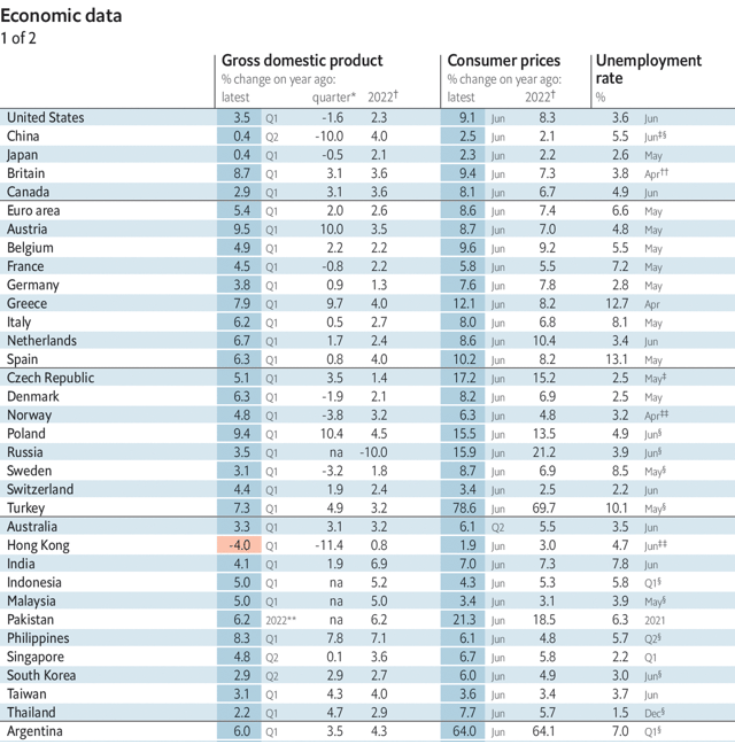 Economic data
1 of 2
Gross domestic product Consumer prices Unemployment
% change on year ago: % change on year ago: rate
latest quarter* 2022† latest 2022† %
United States 3.5 Q1 -1.6 2.3 9.1 Jun 8.3 3.6 Jun
China 0.4 Q2 -10.0 4.0 2.5 Jun 2.1 5.5 Jun‡§
Japan 0.4 Q1 -0.5 2.1 2.3 Jun 2.2 2.6 May
Britain 8.7 Q1 3.1 3.6 9.4 Jun 7.3 3.8 Apr††
Canada 2.9 Q1 3.1 3.6 8.1 Jun 6.7 4.9 Jun
Euro area 5.4 Q1 2.0 2.6 8.6 Jun 7.4 6.6 May
Austria 9.5 Q1 10.0 3.5 8.7 Jun 7.0 4.8 May
Belgium 4.9 Q1 2.2 2.2 9.6 Jun 9.2 5.5 May
France 4.5 Q1 -0.8 2.2 5.8 Jun 5.5 7.2 May
Germany 3.8 Q1 0.9 1.3 7.6 Jun 7.8 2.8 May
Greece 7.9 Q1 9.7 4.0 12.1 Jun 8.2 12.7 Apr
Italy 6.2 Q1 0.5 2.7 8.0 Jun 6.8 8.1 May
Netherlands 6.7 Q1 1.7 2.4 8.6 Jun 10.4 3.4 Jun
Spain 6.3 Q1 0.8 4.0 10.2 Jun 8.2 13.1 May
Czech Republic 5.1 Q1 3.5 1.4 17.2 Jun 15.2 2.5 May‡
Denmark 6.3 Q1 -1.9 2.1 8.2 Jun 6.9 2.5 May
Norway 4.8 Q1 -3.8 3.2 6.3 Jun 4.8 3.2 Apr‡‡
Poland 9.4 Q1 10.4 4.5 15.5 Jun 13.5 4.9 Jun§
Russia 3.5 Q1 na -10.0 15.9 Jun 21.2 3.9 Jun§
Sweden 3.1 Q1 -3.2 1.8 8.7 Jun 6.9 8.5 May§
Switzerland 4.4 Q1 1.9 2.4 3.4 Jun 2.5 2.2 Jun
Turkey 7.3 Q1 4.9 3.2 78.6 Jun 69.7 10.1 May§
Australia 3.3 Q1 3.1 3.2 6.1 Q2 5.5 3.5 Jun
Hong Kong -4.0 Q1 -11.4 0.8 1.9 Jun 3.0 4.7 Jun‡‡
India 4.1 Q1 1.9 6.9 7.0 Jun 7.3 7.8 Jun
Indonesia 5.0 Q1 na 5.2 4.3 Jun 5.3 5.8 Q1§
Malaysia 5.0 Q1 na 5.0 3.4 Jun 3.1 3.9 May§
Pakistan 6.2 2022** na 6.2 21.3 Jun 18.5 6.3 2021
Philippines 8.3 Q1 7.8 7.1 6.1 Jun 4.8 5.7 Q2§
Singapore 4.8 Q2 0.1 3.6 6.7 Jun 5.8 2.2 Q1
South Korea 2.9 Q2 2.9 2.7 6.0 Jun 4.9 3.0 Jun§
Taiwan 3.1 Q1 4.3 4.0 3.6 Jun 3.4 3.7 Jun
Thailand 2.2 Q1 4.7 2.9 7.7 Jun 5.7 1.5 Dec§
Argentina 6.0 Q1 3.5 4.3 64.0 Jun 64.1 7.0 Q1§